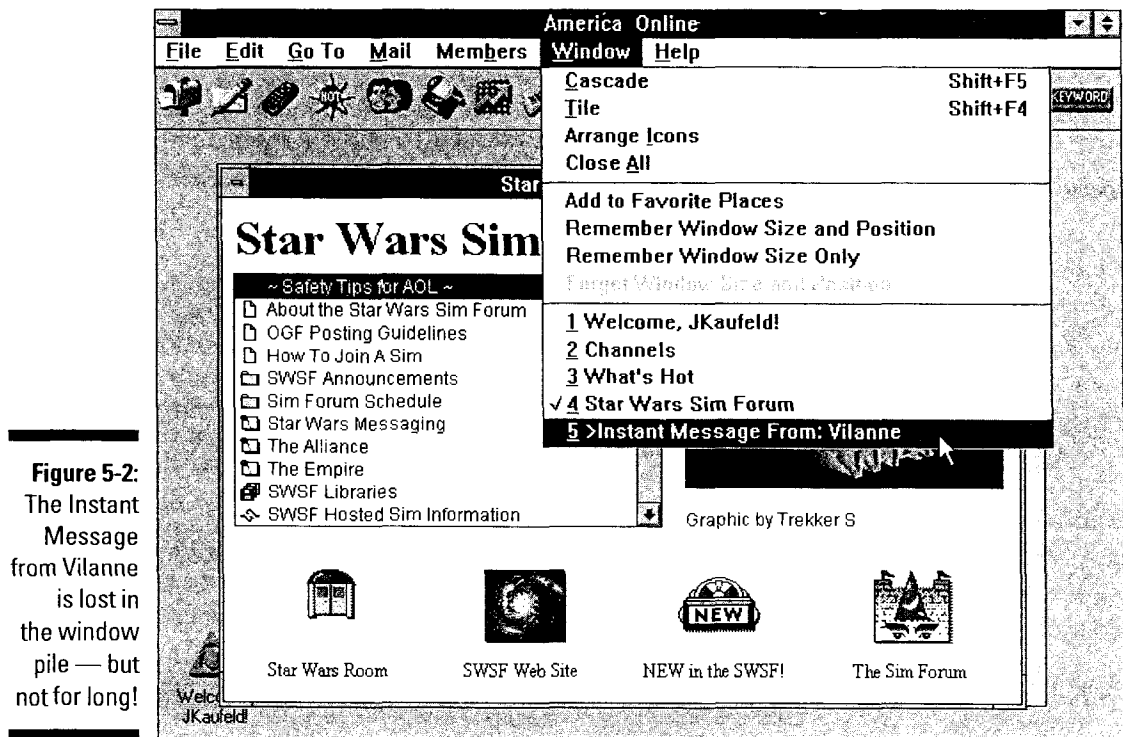 America Online
File Edit Go To Mail Members Window Help
NOT
KEYWORD
Cascade Shift+F5
Tile Shift+F4
Arrange Icons
Close All
Add to Favorite Places
Remember Window Size and Position
Remember Window Size Only
Forget Window Size and Position
1 Welcome, JKaufeld!
2 Channels
3 What's Hot
√ 4 Star Wars Sim Forum
5 >Instant Message From: Vilanne
Star
Star Wars Sim
~ Safety Tips for AOL ~
About the Star Wars Sim Forum
OGF Posting Guidelines
How To Join A Sim
SWSF Announcements
Sim Forum Schedule
Star Wars Messaging
The Alliance
The Empire
SWSF Libraries
SWSF Hosted Sim Information
Graphic by Trekker S
NEW
Star Wars Room
SWSF Web Site
NEW in the SWSF!
The Sim Forum
JKaufeld!
Figure 5-2:
The Instant
Message
from Vilanne
is lost in
the window
pile — but
not for long!